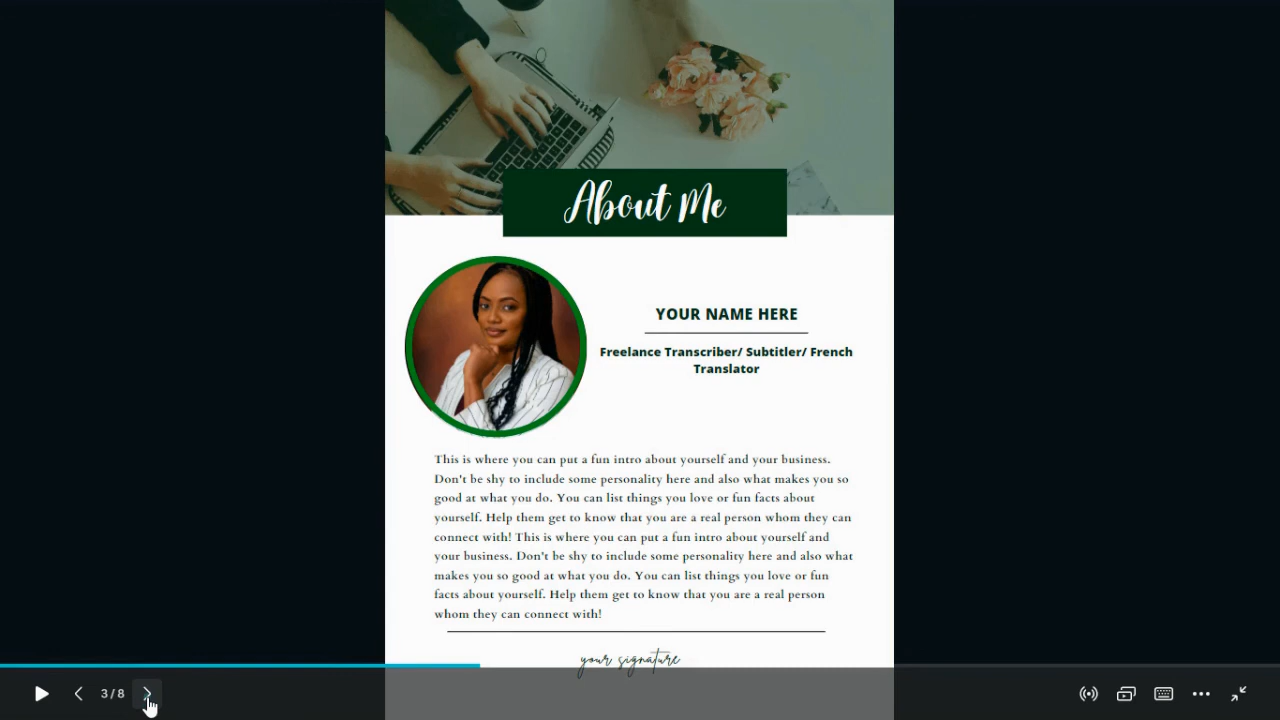 About Me
YOUR NAME HERE
Freelance Transcriber/ Subtitler/ French
Translator
This is where you can put a fun intro about yourself and your business.
Don't be shy to include some personality here and also what makes you so
good at what you do. You can list things you love or fun facts about
yourself. Help them get to know that you are a real person whom they can
connect with! This is where you can put a fun intro about yourself and
your business. Don't be shy to include some personality here and also what
makes you so good at what you do. You can list things you love or fun
facts about yourself. Help them get to know that you are a real person
whom they can connect with!
your signature
3/8